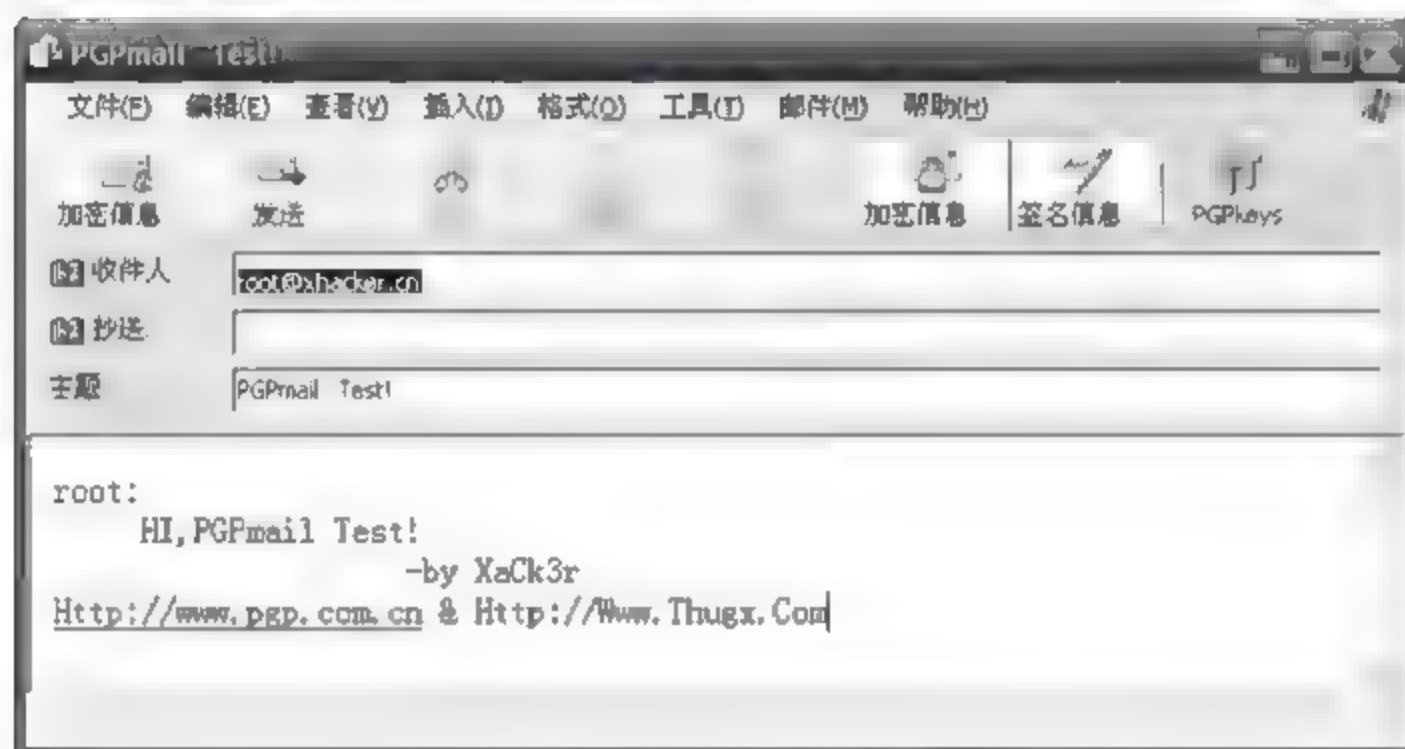 PGPmail Test!
文件(F) 编辑(E) 查看(V) 插入(I) 格式(O) 工具(T) 邮件(M) 帮助(H)
加密信息 发送 加密信息 签名信息 PGPkeys
收件人 root@xhacker.cn
抄送:
主题 PGPmail Test!
root:
HI,PGPmail Test!
-by XaCk3r
Http://www.pgp.com.cn & Http://Www.Thugx.Com